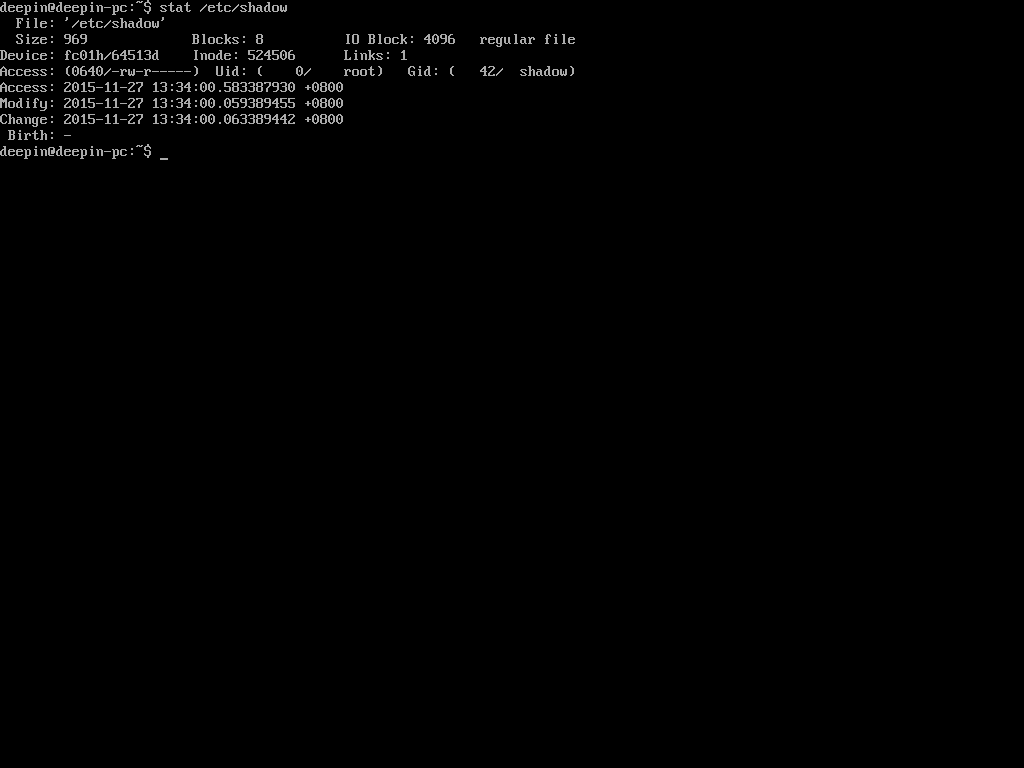 deepin@deepin-pc:~$ stat /etc/shadow
  File: '/etc/shadow'
  Size: 969             Blocks: 8          IO Block: 4096   regular file
Device: fc01h/64513d    Inode: 524506      Links: 1
Access: (0640/-rw-r-----)  Uid: (    0/    root)   Gid: (   42/  shadow)
Access: 2015-11-27 13:34:00.583387930 +0800
Modify: 2015-11-27 13:34:00.059389455 +0800
Change: 2015-11-27 13:34:00.063389442 +0800
 Birth: -
deepin@deepin-pc:~$ _